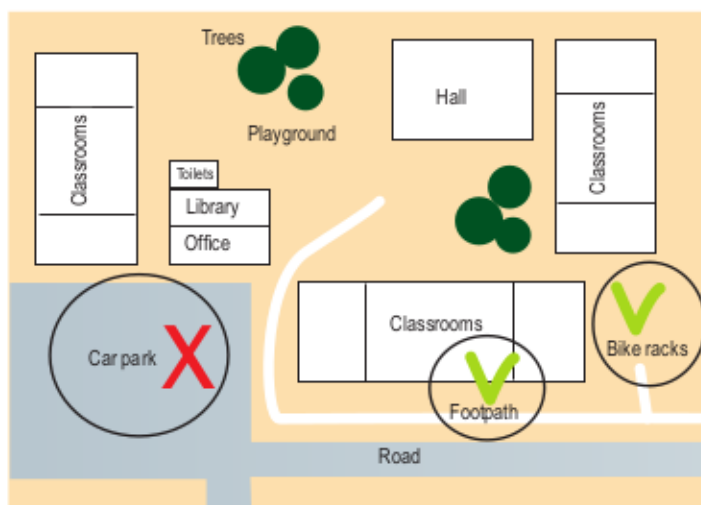 Trees
Hall
Classrooms
Classrooms
Playground
Toilets
Library
Office
Classrooms
Car park
X
Bike racks
Footpath
Road